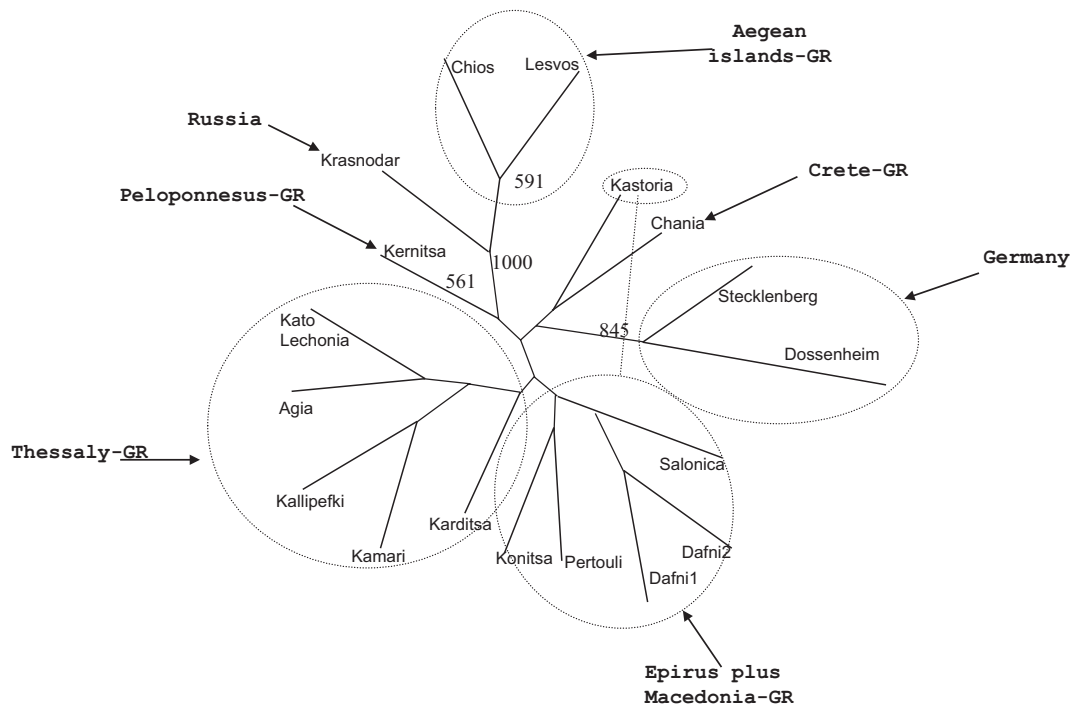 Aegean
islands-GR
Chios
Lesvos
Russia
Krasnodar
591
Kastoria
Crete-GR
Peloponnesus-GR
Chania
Kernitsa
1000
Germany
561
Stecklenberg
Kato
Lechonia
845
Dossenheim
Agia
Thessaly-GR
Salonica
Kallipefki
Karditsa
Kamari
Konitsa
Pertouli
Dafni2
Dafni1
Epirus plus
Macedonia-GR